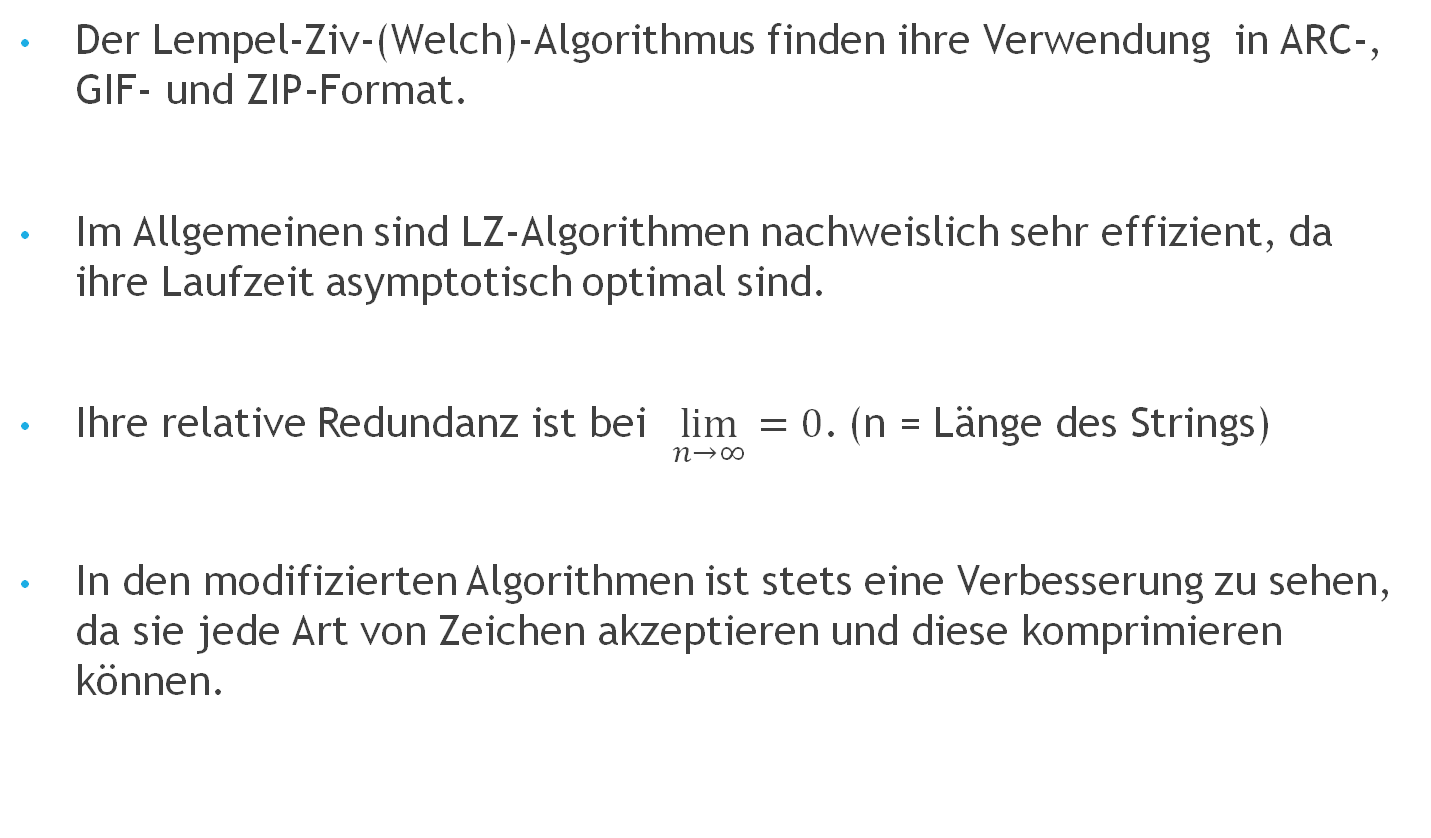 • Der Lempel-Ziv-(Welch)-Algorithmus finden ihre Verwendung  in ARC-,
GIF- und ZIP-Format.
• Im Allgemeinen sind LZ-Algorithmen nachweislich sehr effizient, da
ihre Laufzeit asymptotisch optimal sind.
• Ihre relative Redundanz ist bei lim = 0. (n = Länge des Strings)
n→∞
• In den modifizierten Algorithmen ist stets eine Verbesserung zu sehen,
da sie jede Art von Zeichen akzeptieren und diese komprimieren
können.